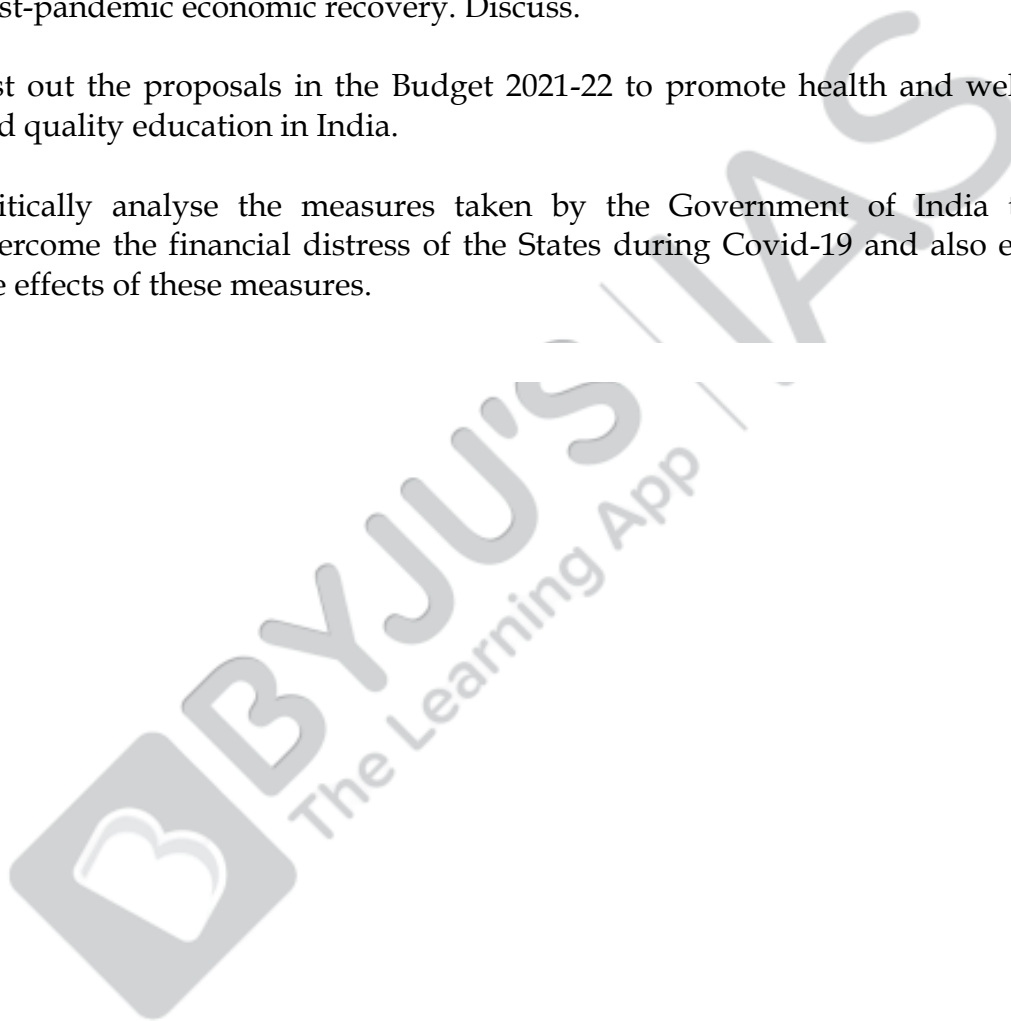 st-pandemic economic recovery. Discuss.
st out the proposals in the Budget 2021-22 to promote health and wel
d quality education in India.
itically analyse the measures taken by the Government of India t
vercome the financial distress of the States during Covid-19 and also e
e effects of these measures.
BYJU'S | IAS
The Learning App